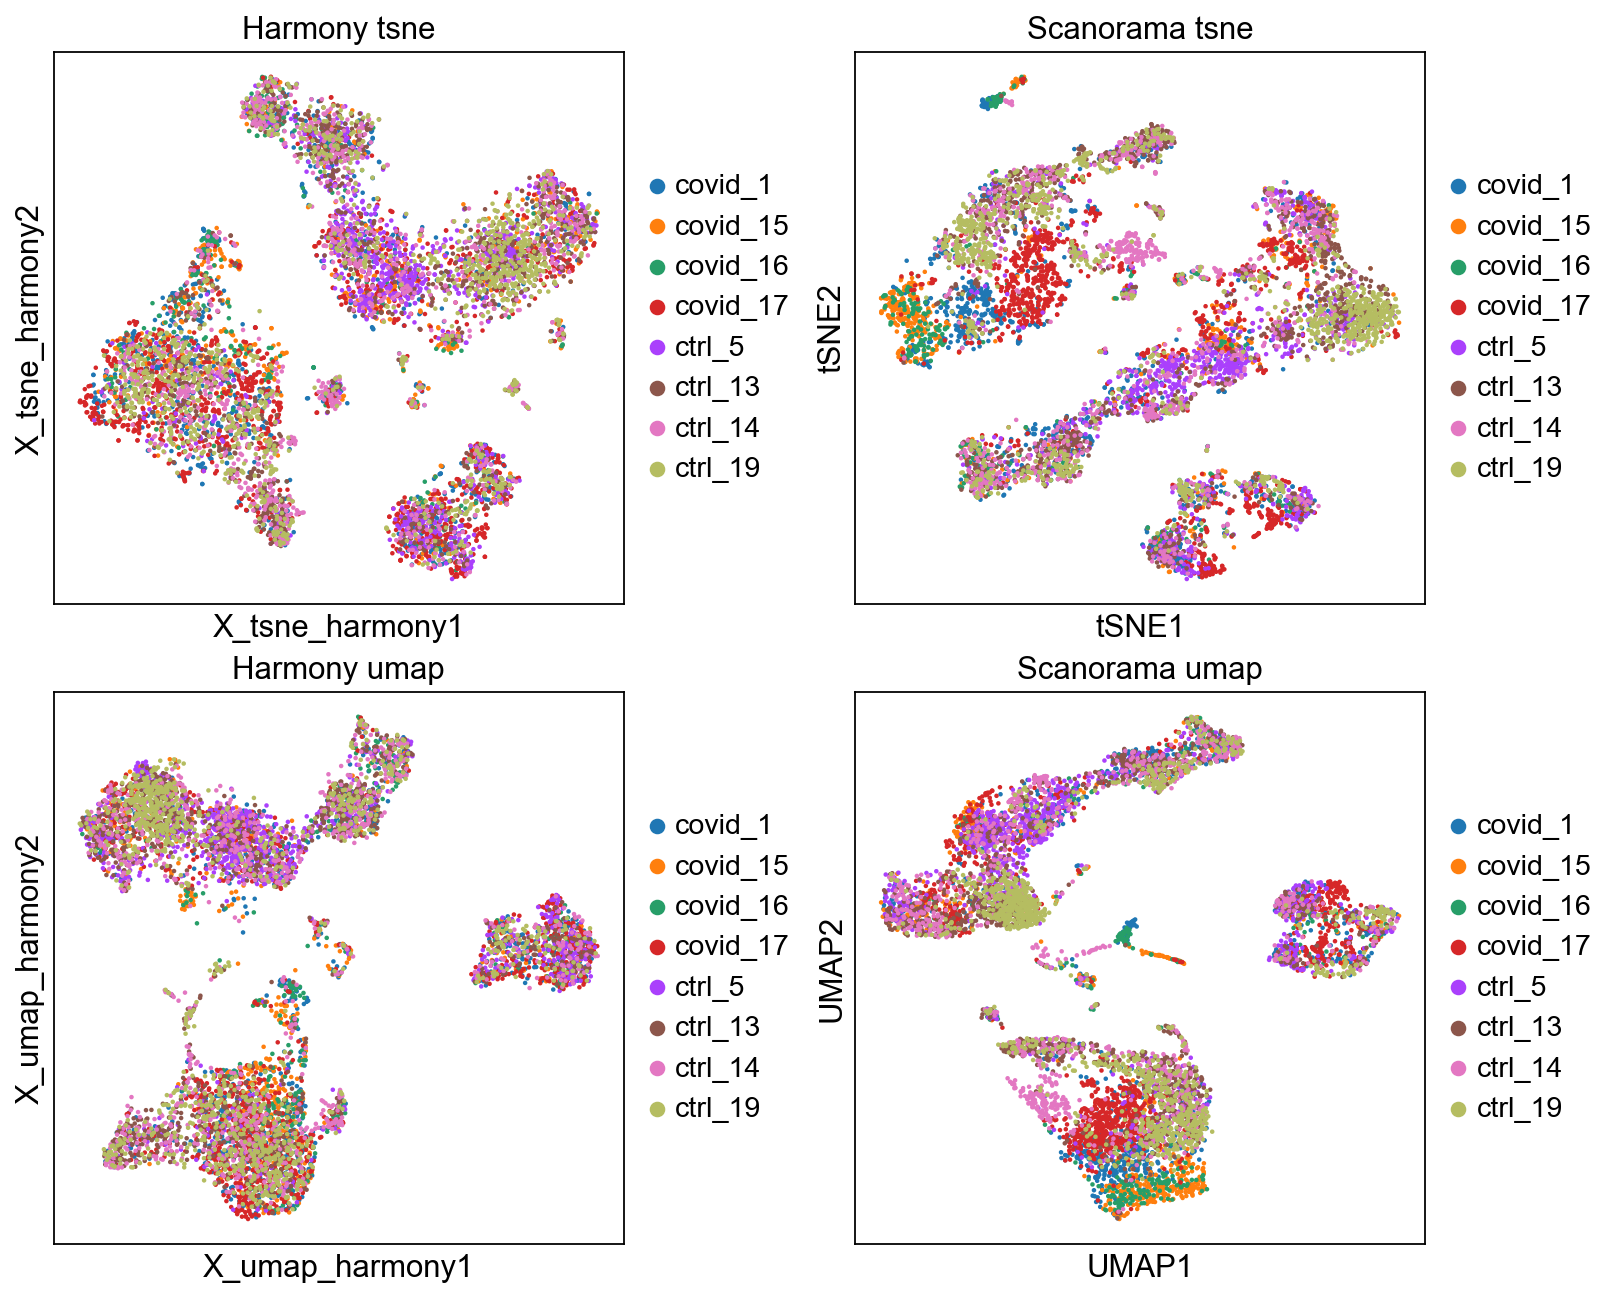 Harmony tsne
X_tsne_harmony2
X_tsne_harmony1
covid_1
covid_15
covid_16
covid_17
ctrl_5
ctrl_13
ctrl_14
ctrl_19
Scanorama tsne
tSNE2
tSNE1
covid_1
covid_15
covid_16
covid_17
ctrl_5
ctrl_13
ctrl_14
ctrl_19
Harmony umap
X_umap_harmony2
X_umap_harmony1
covid_1
covid_15
covid_16
covid_17
ctrl_5
ctrl_13
ctrl_14
ctrl_19
Scanorama umap
UMAP2
UMAP1
covid_1
covid_15
covid_16
covid_17
ctrl_5
ctrl_13
ctrl_14
ctrl_19